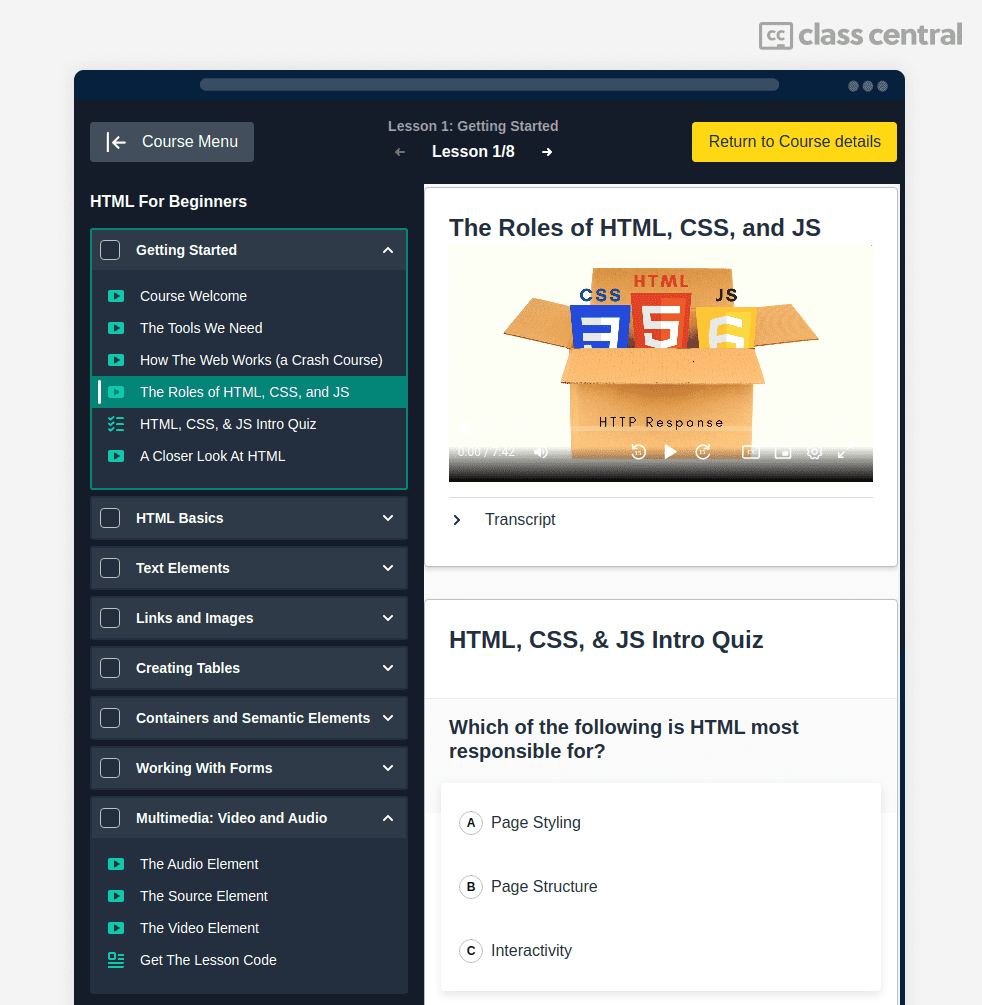 cc class central
Course Menu
Lesson 1: Getting Started
Lesson 1/8
Return to Course details
HTML For Beginners
Getting Started
Course Welcome
The Tools We Need
How The Web Works (a Crash Course)
The Roles of HTML, CSS, and JS
HTML, CSS, & JS Intro Quiz
A Closer Look At HTML
HTML Basics
Text Elements
Links and Images
Creating Tables
Containers and Semantic Elements
Working With Forms
Multimedia: Video and Audio
The Audio Element
The Source Element
The Video Element
Get The Lesson Code
The Roles of HTML, CSS, and JS
CSS HTML JS
3 5
HTTP Response
0:00 / 7:42
15
Transcript
HTML, CSS, & JS Intro Quiz
Which of the following is HTML most
responsible for?
A Page Styling
B Page Structure
C Interactivity